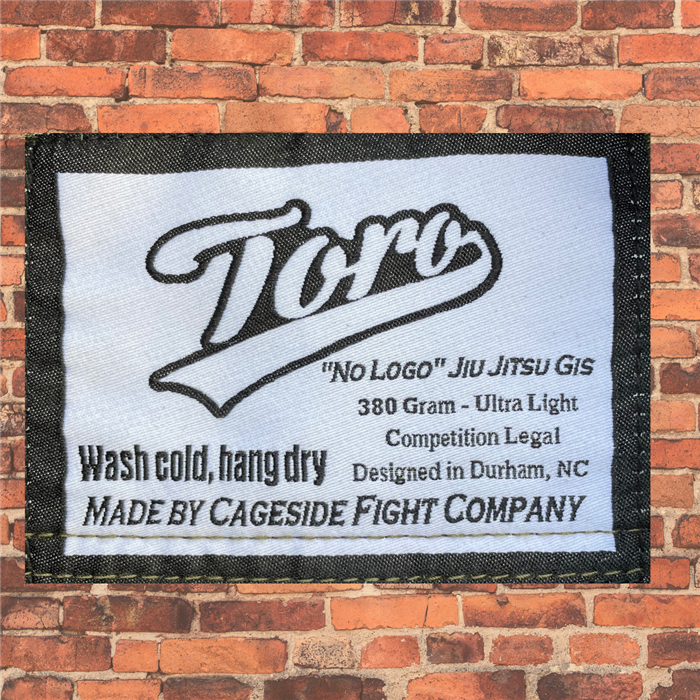 Toro
"No Logo" Jiu Jitsu Gis
380 Gram - Ultra Light
Competition Legal
Wash cold, hang dry
Designed in Durham, NC
Made by Cageside Fight Company